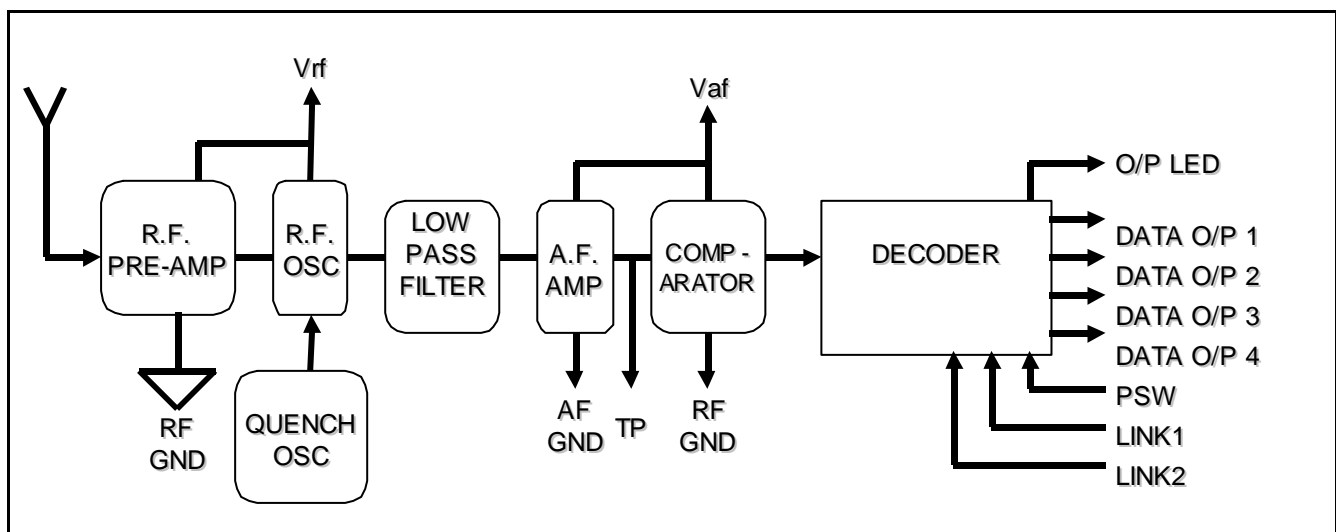 Vrf
Vaf
O/P LED
R.F.
PRE-AMP
R.F.
OSC
LOW
PASS
FILTER
A.F.
AMP
COMP -
ARATOR
DECODER
DATA O/P 1
DATA O/P 2
DATA O/P 3
DATA O/P 4
PSW
LINK1
LINK2
RF
GND
QUENCH
OSC
AF
GND
TP
RF
GND